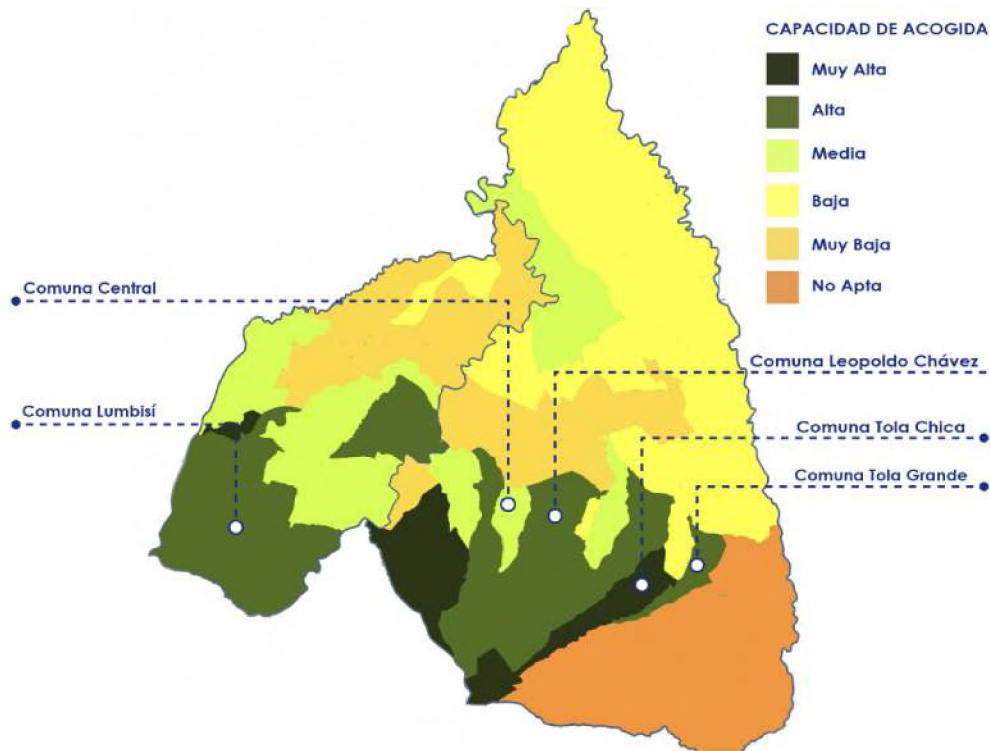 CAPACIDAD DE ACOGIDA
Muy Alta
Alta
Media
Baja
Muy Baja
No Apta
Comuna Central
Comuna Leopoldo Chávez
Comuna Lumbisí
Comuna Tola Chica
Comuna Tola Grande